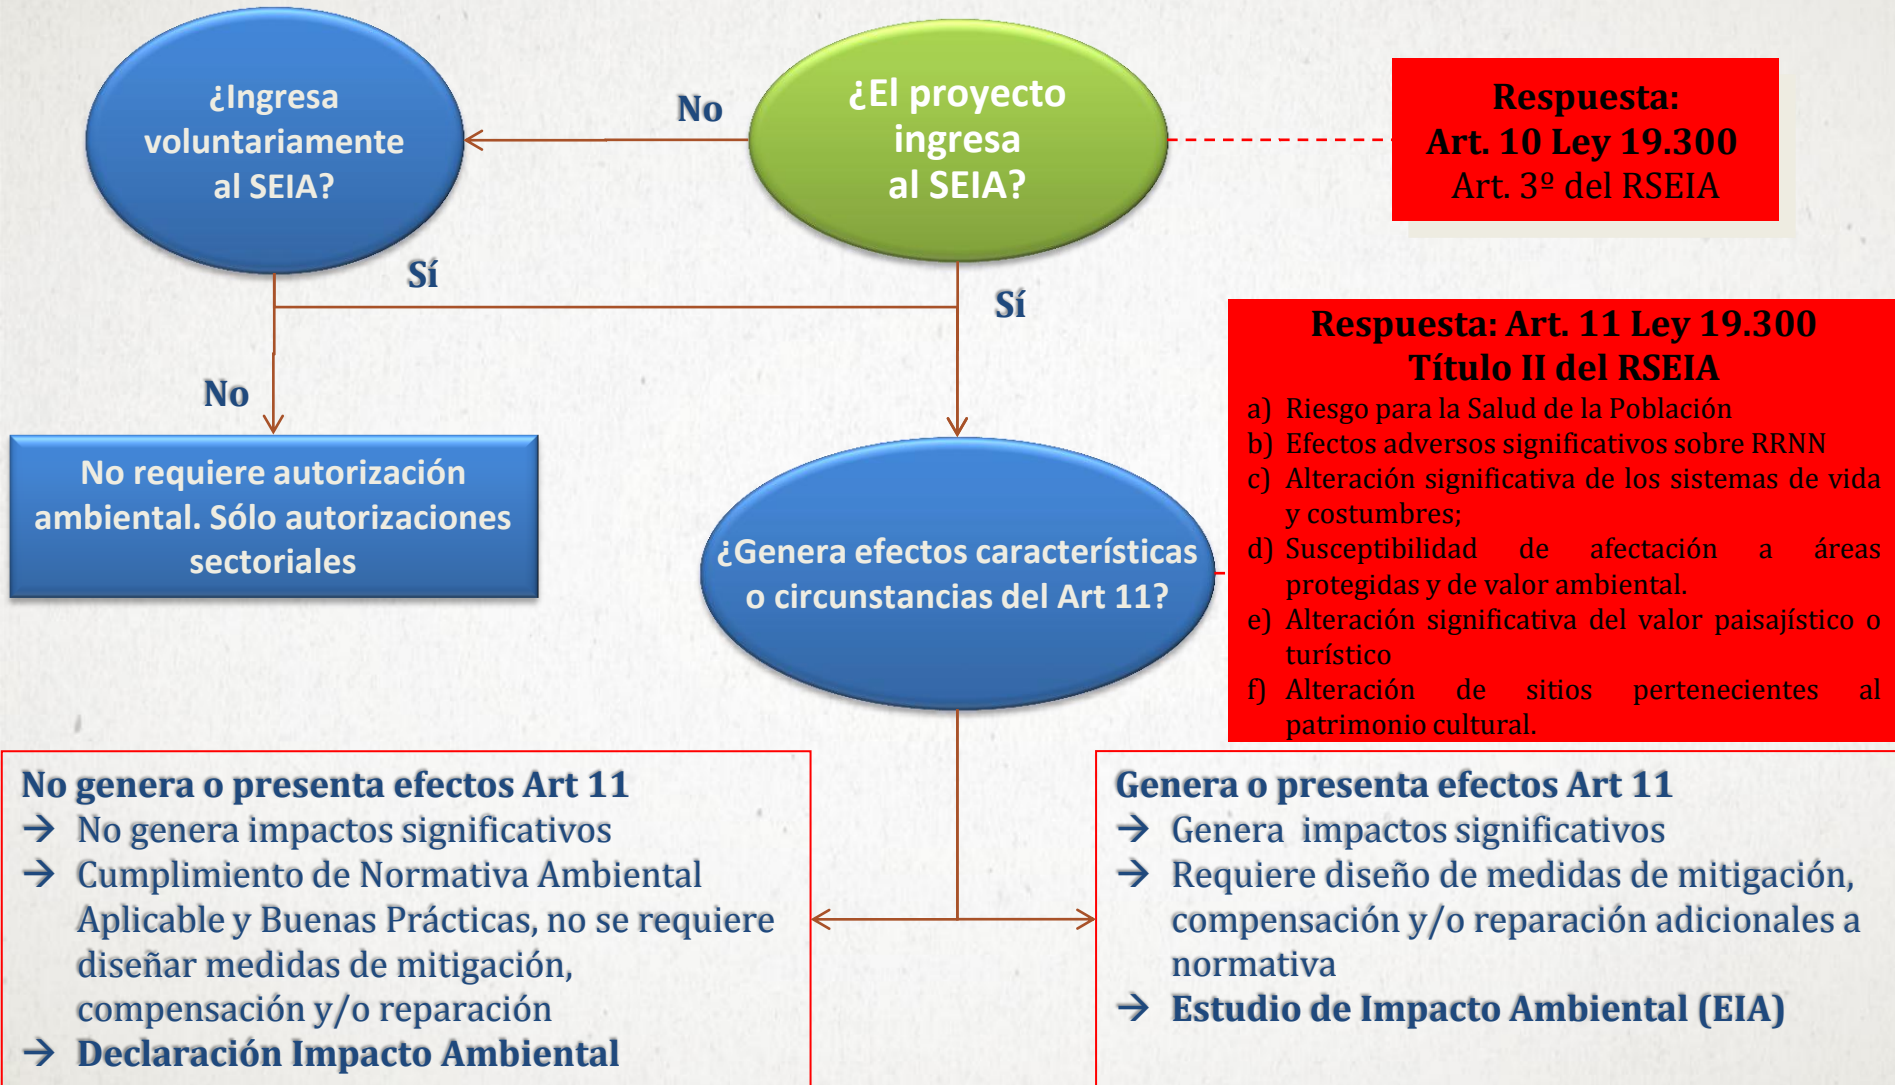 ¿Ingresa
voluntariamente
al SEIA?
No
¿El proyecto
ingresa
al SEIA?
Respuesta:
Art. 10 Ley 19.300
Art. 3º del RSEIA
Sí
Sí
No
No requiere autorización
ambiental. Sólo autorizaciones
sectoriales
¿Genera efectos características
o circunstancias del Art 11?
Respuesta: Art. 11 Ley 19.300
Título II del RSEIA
a) Riesgo para la Salud de la Población
b) Efectos adversos significativos sobre RRNN
c) Alteración significativa de los sistemas de vida
y costumbres;
d) Susceptibilidad de afectación a áreas
protegidas y de valor ambiental.
e) Alteración significativa del valor paisajístico o
turístico
f) Alteración de sitios pertenecientes al
patrimonio cultural.
No genera o presenta efectos Art 11
→ No genera impactos significativos
→ Cumplimiento de Normativa Ambiental
Aplicable y Buenas Prácticas, no se requiere
diseñar medidas de mitigación,
compensación y/o reparación
→ Declaración Impacto Ambiental
Genera o presenta efectos Art 11
→ Genera impactos significativos
→ Requiere diseño de medidas de mitigación,
compensación y/o reparación adicionales a
normativa
→ Estudio de Impacto Ambiental (EIA)